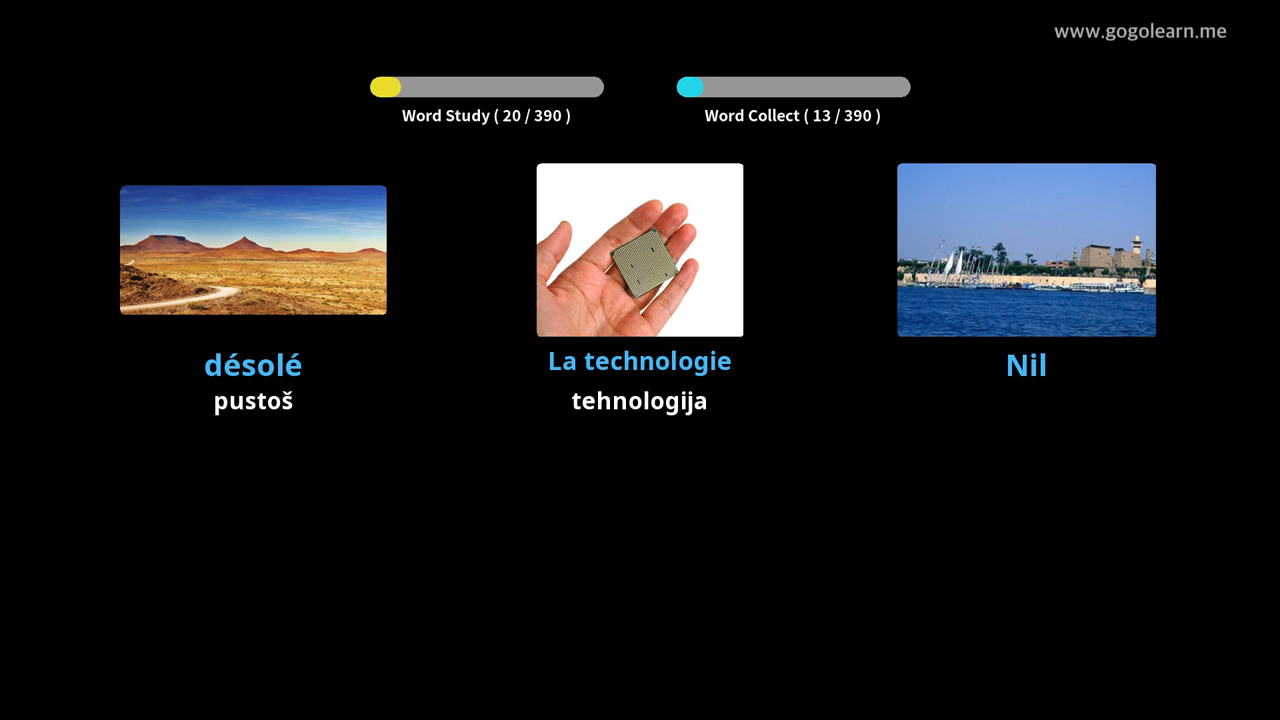 www.gogolearn.me
Word Study ( 20 / 390 )
Word Collect ( 13 / 390 )
désolé
pustoš
La technologie
tehnologija
Nil